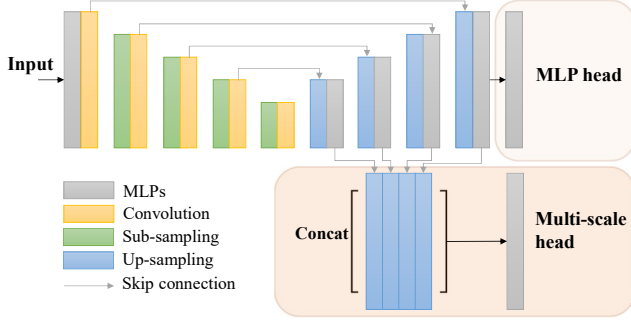 Input
MLP head
MLPs
Convolution
Sub-sampling
Up-sampling
Skip connection
Concat
Multi-scale
head